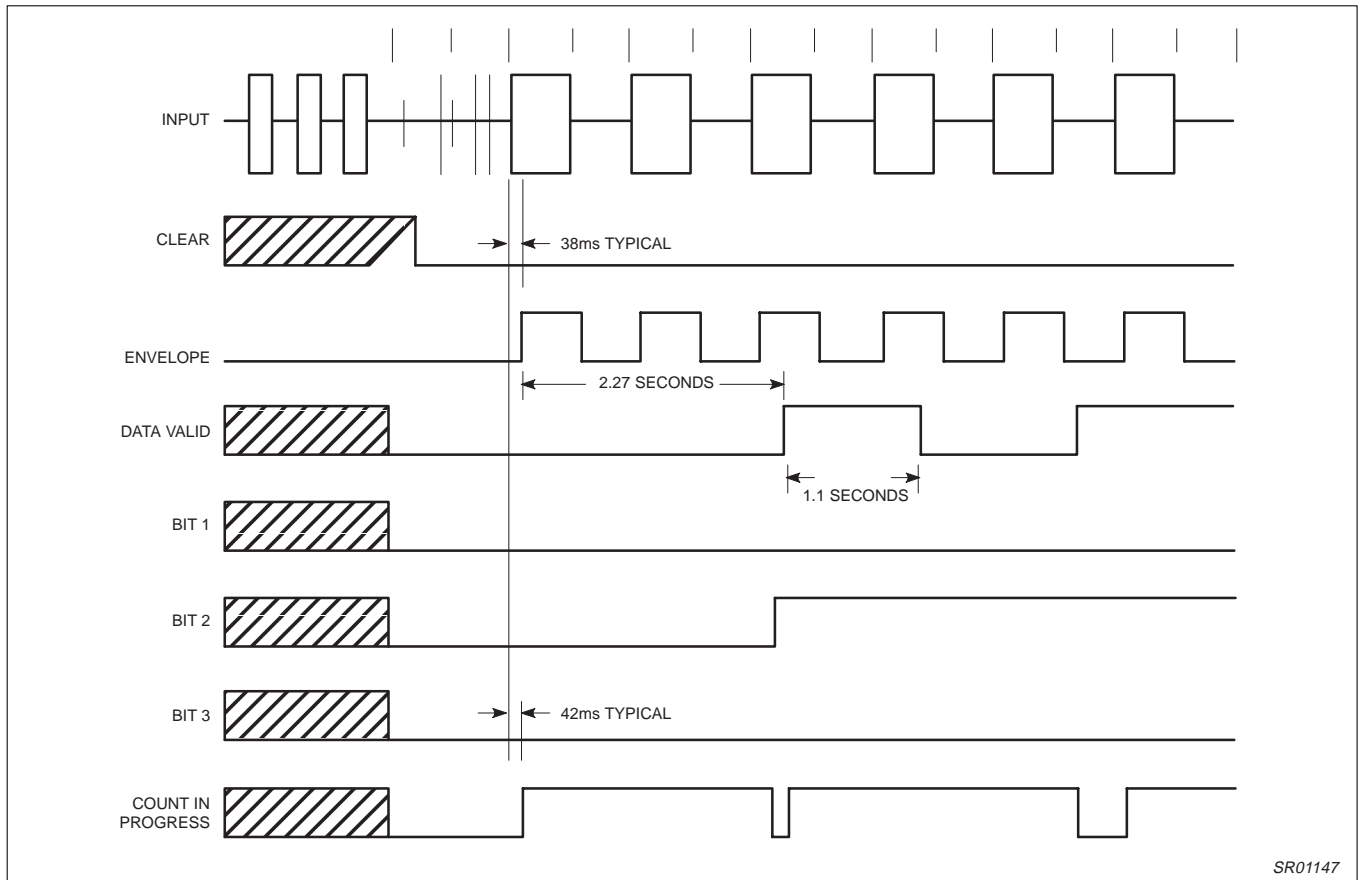 INPUT
CLEAR
38ms TYPICAL
ENVELOPE
2.27 SECONDS
DATA VALID
1.1 SECONDS
BIT 1
BIT 2
BIT 3
42ms TYPICAL
COUNT IN
PROGRESS
SR01147